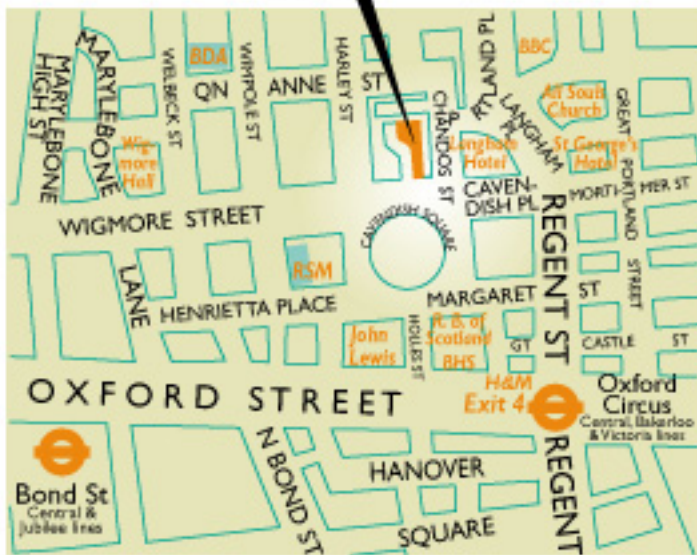 MARYLEBONE
HIGH ST
MARYLEBONE
LANE
WELBECK ST
BDA
WIMPOLE ST
HARLEY ST
QN ANNE ST
CHANDOS ST
PORTLAND PL
LANGHAM
PL
BBC
All Souls
Church
GREAT PORTLAND STREET
Wig-
more
Hall
Langham
Hotel
St George's
Hotel
CAVEN-
DISH PL
MORTI- MER ST
WIGMORE STREET
CAVENDISH SQUARE
REGENT ST
RSM
HENRIETTA PLACE
MARGARET ST
John
Lewis
HOLLES ST
R. B. of
Scotland
BHS
GT CASTLE ST
OXFORD STREET
H&M
Exit 4
Oxford
Circus
Central, Bakerloo
& Victoria lines
Bond St
Central &
Jubilee lines
N BOND ST
HANOVER
SQUARE
REGENT